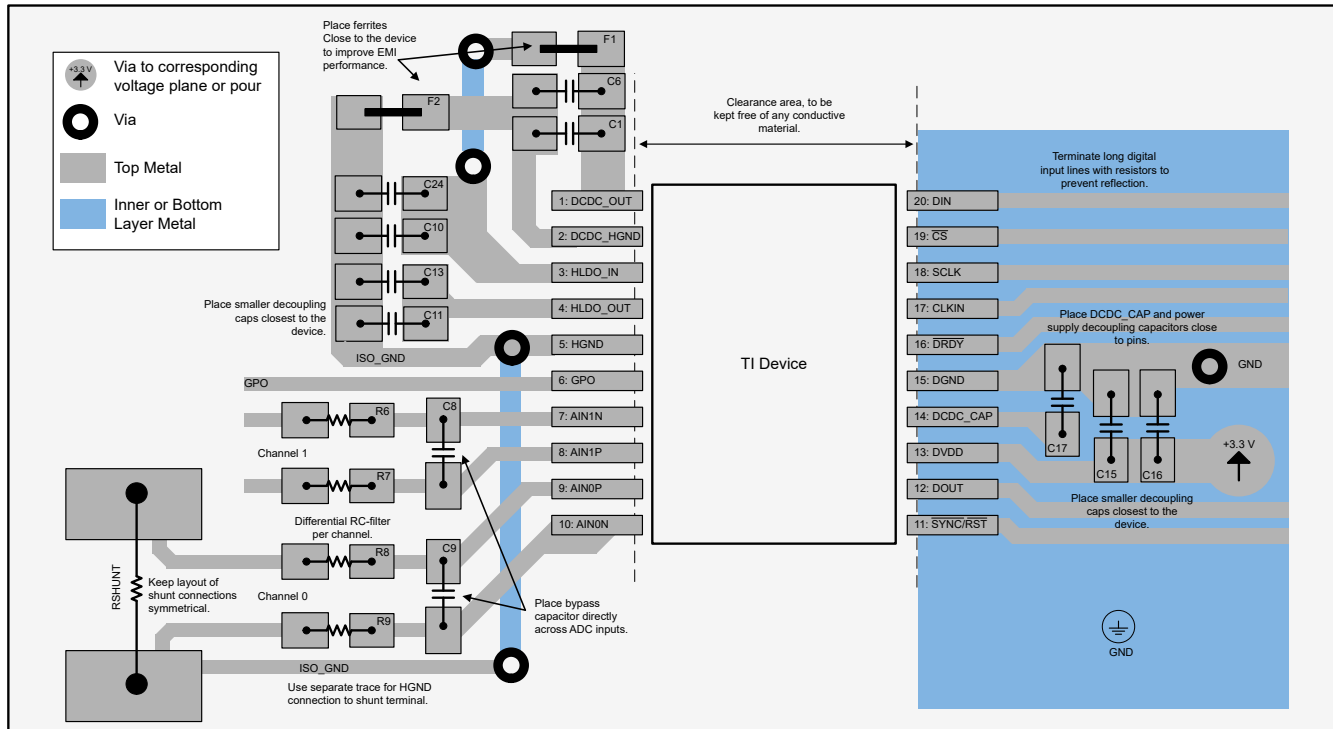 +3.3 V
Via to corresponding
voltage plane or pour
Via
Top Metal
Inner or Bottom
Layer Metal
Place ferrites
Close to the device
to improve EMI
performance.
F1
F2
C6
C1
C24
C10
C13
C11
Place smaller decoupling
caps closest to the
device.
ISO_GND
GPO
R6
C8
Channel 1
R7
Differential RC-filter
per channel.
R8
C9
RSHUNT
Keep layout of
shunt connections
symmetrical.
Channel 0
R9
Place bypass
capacitor directly
across ADC inputs.
ISO_GND
Use separate trace for HGND
connection to shunt terminal.
Clearance area, to be
kept free of any conductive
material.
1: DCDC_OUT
2: DCDC_HGND
3: HLDO_IN
4: HLDO_OUT
5: HGND
6: GPO
7: AIN1N
8: AIN1P
9: AIN0P
10: AIN0N
TI Device
Terminate long digital
input lines with resistors to
prevent reflection.
20: DIN
19: CS
18: SCLK
17: CLKIN
16: DRDY
15: DGND
14: DCDC_CAP
13: DVDD
12: DOUT
11: SYNC/RST
Place DCDC_CAP and power
supply decoupling capacitors close
to pins.
GND
C17
C15
C16
+3.3 V
Place smaller decoupling
caps closest to the
device.
GND